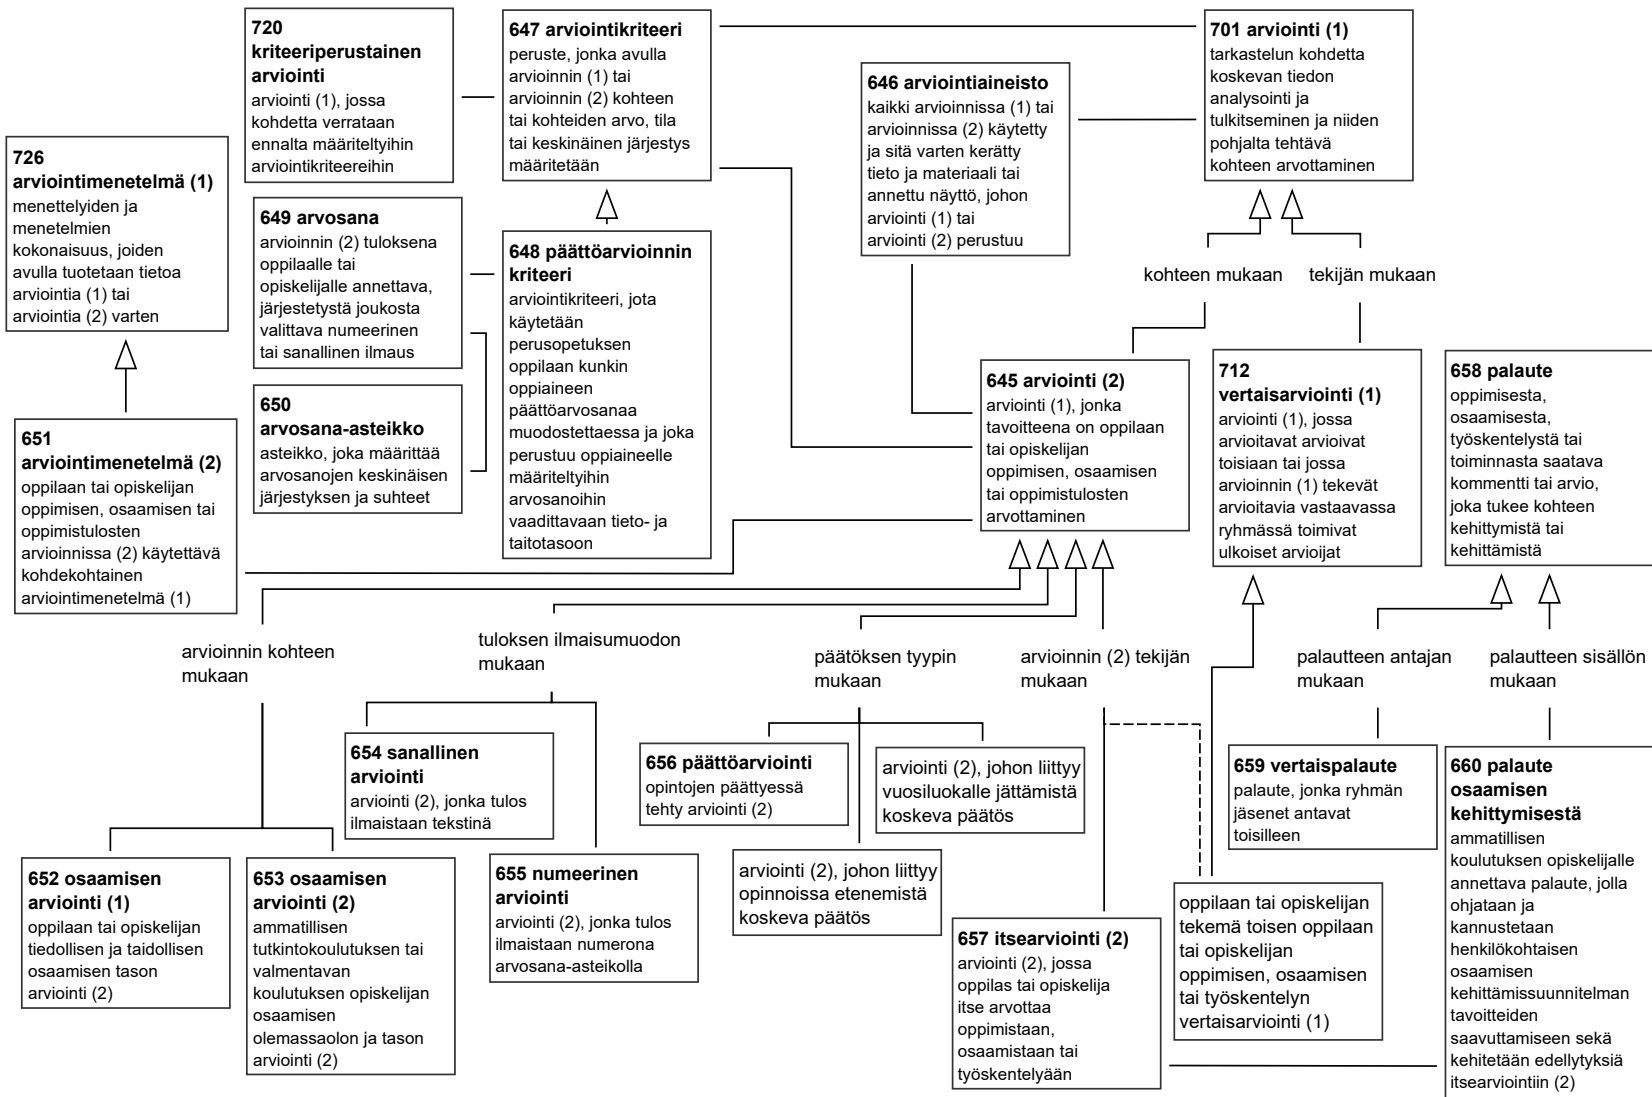 720
kriteeriperustainen
arviointi
arviointi (1), jossa
kohdetta verrataan
ennalta määriteltyihin
arviointikriteereihin
647 arviointikriteeri
peruste, jonka avulla
arvioinnin (1) tai
arvioinnin (2) kohteen
tai kohteiden arvo, tila
tai keskinäinen järjestys
määritetään
701 arviointi (1)
tarkastelun kohdetta
koskevan tiedon
analysointi ja
tulkitseminen ja niiden
pohjalta tehtävä
kohteen arvottaminen
646 arviointiaineisto
kaikki arvioinnissa (1) tai
arvioinnissa (2) käytetty
ja sitä varten kerätty
tieto ja materiaali tai
annettu näyttö, johon
arviointi (1) tai
arviointi (2) perustuu
726
arviointimenetelmä (1)
menettelyiden ja
menetelmien
kokonaisuus, joiden
avulla tuotetaan tietoa
arviointia (1) tai
arviointia (2) varten
649 arvosana
arvioinnin (2) tuloksena
oppilaalle tai
opiskelijalle annettava,
järjestetystä joukosta
valittava numeerinen
tai sanallinen ilmaus
648 päättöarvioinnin
kriteeri
arviointikriteeri, jota
käytetään
perusopetuksen
oppilaan kunkin
oppiaineen
päättöarvosanaa
muodostettaessa ja joka
perustuu oppiaineelle
määriteltyihin
arvosanoihin
vaadittavaan tieto- ja
taitotasoon
kohteen mukaan
tekijän mukaan
650
arvosana-asteikko
asteikko, joka määrittää
arvosanojen keskinäisen
järjestyksen ja suhteet
645 arviointi (2)
arviointi (1), jonka
tavoitteena on oppilaan
tai opiskelijan
oppimisen, osaamisen
tai oppimistulosten
arvottaminen
712
vertaisarviointi (1)
arviointi (1), jossa
arvioitavat arvioivat
toisiaan tai jossa
arvioinnin (1) tekevät
arvioitavia vastaavassa
ryhmässä toimivat
ulkoiset arvioijat
658 palaute
oppimisesta,
osaamisesta,
työskentelystä tai
toiminnasta saatava
kommentti tai arvio,
joka tukee kohteen
kehittymistä tai
kehittämistä
651
arviointimenetelmä (2)
oppilaan tai opiskelijan
oppimisen, osaamisen tai
oppimistulosten
arvioinnissa (2) käytettävä
kohdekohtainen
arviointimenetelmä (1)
arvioinnin kohteen
mukaan
tuloksen ilmaisumuodon
mukaan
päätöksen tyypin
mukaan
arvioinnin (2) tekijän
mukaan
palautteen antajan
mukaan
palautteen sisällön
mukaan
654 sanallinen
arviointi
arviointi (2), jonka tulos
ilmaistaan tekstinä
656 päättöarviointi
opintojen päättyessä
tehty arviointi (2)
arviointi (2), johon liittyy
vuosiluokalle jättämistä
koskeva päätös
659 vertaispalaute
palaute, jonka ryhmän
jäsenet antavat
toisilleen
660 palaute
osaamisen
kehittymisestä
ammatillisen
koulutuksen opiskelijalle
annettava palaute, jolla
ohjataan ja
kannustetaan
henkilökohtaisen
osaamisen
kehittämissuunnitelman
tavoitteiden
saavuttamiseen sekä
kehitetään edellytyksiä
itsearviointiin (2)
652 osaamisen
arviointi (1)
oppilaan tai opiskelijan
tiedollisen ja taidollisen
osaamisen tason
arviointi (2)
653 osaamisen
arviointi (2)
ammatillisen
tutkintokoulutuksen tai
valmentavan
koulutuksen opiskelijan
osaamisen
olemassaolon ja tason
arviointi (2)
655 numeerinen
arviointi
arviointi (2), jonka tulos
ilmaistaan numerona
arvosana-asteikolla
arviointi (2), johon liittyy
opinnoissa etenemistä
koskeva päätös
657 itsearviointi (2)
arviointi (2), jossa
oppilas tai opiskelija
itse arvottaa
oppimistaan,
osaamistaan tai
työskentelyään
oppilaan tai opiskelijan
tekemä toisen oppilaan
tai opiskelijan
oppimisen, osaamisen
tai työskentelyn
vertaisarviointi (1)